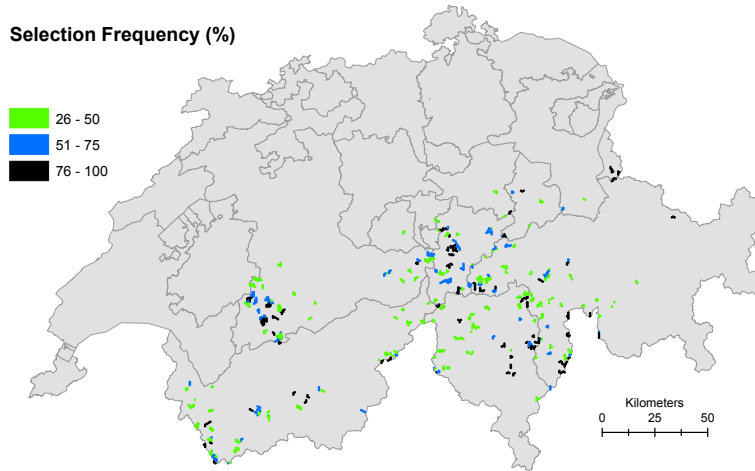 Selection Frequency (%)
26 - 50
51 - 75
76 - 100
Kilometers
0 25 50